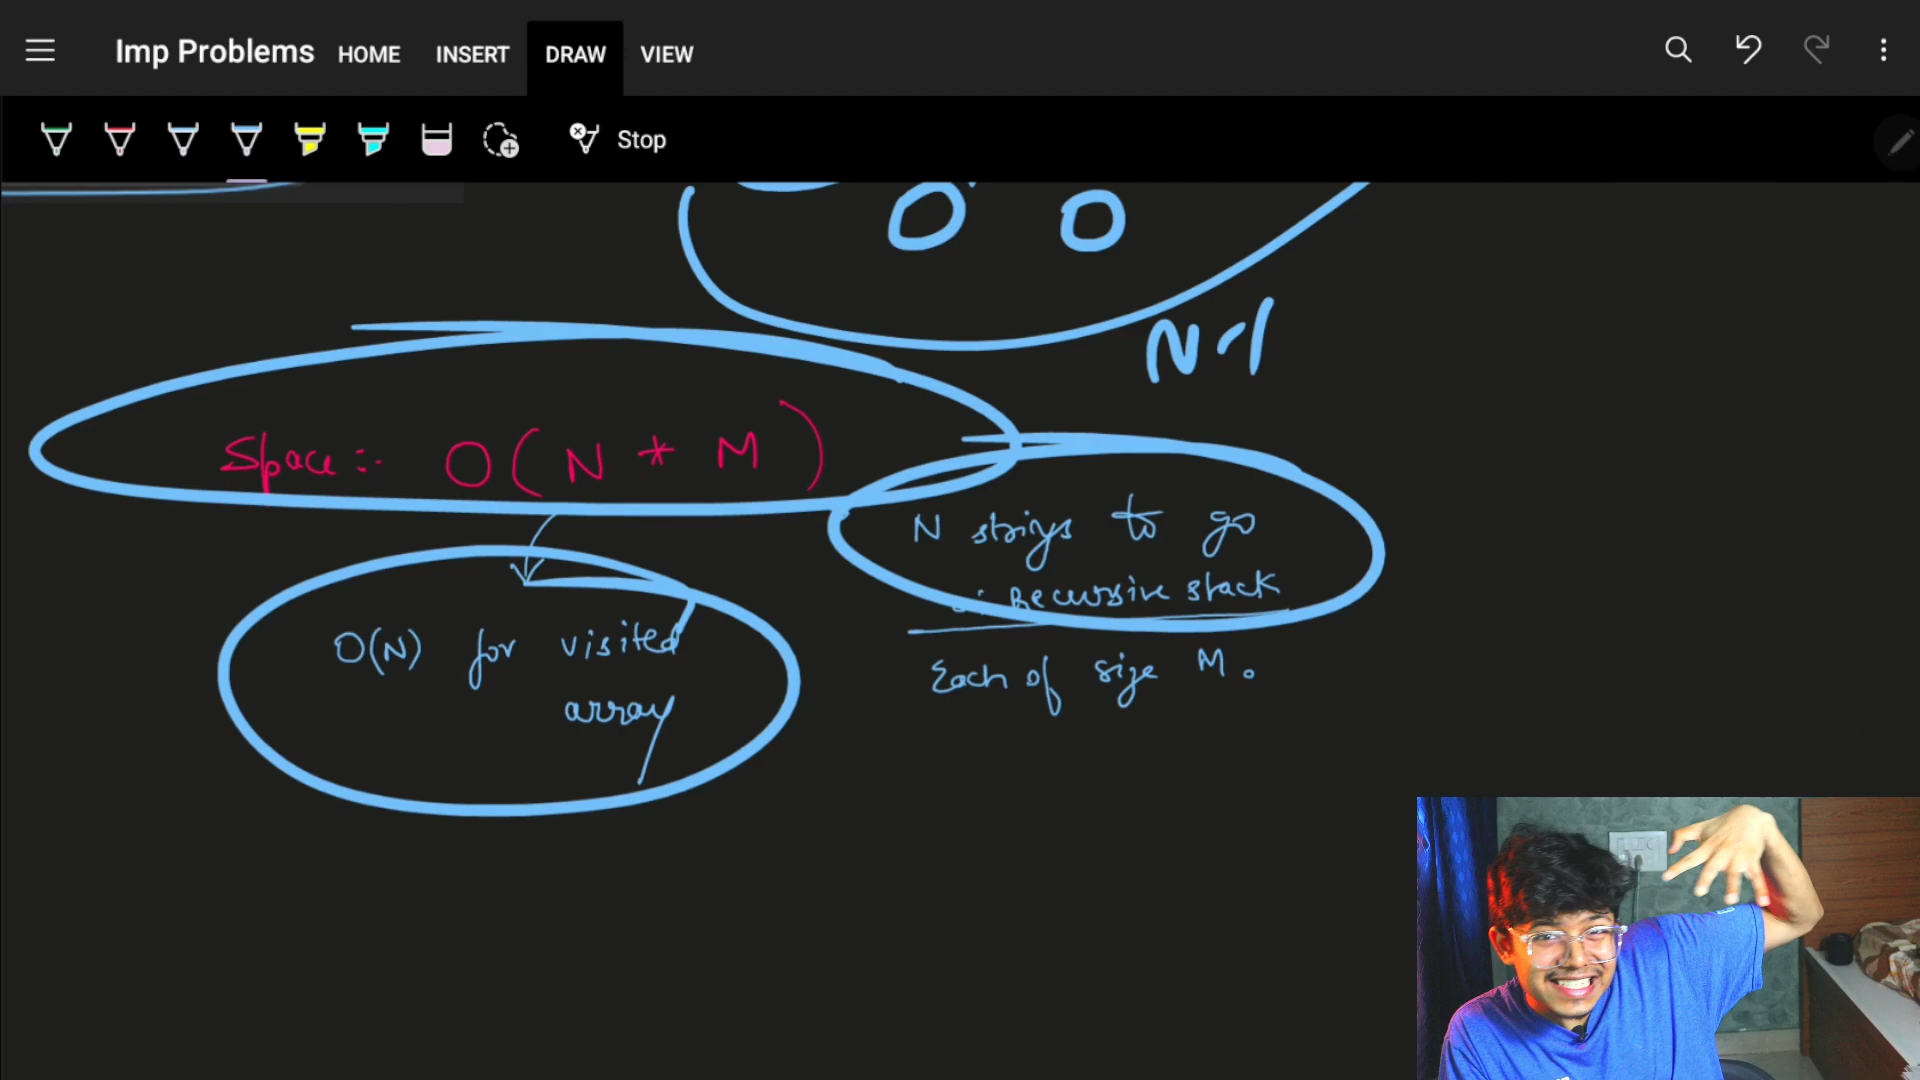 Imp Problems HOME INSERT DRAW VIEW
Stop
N-1
Space :- O(N * M)
N strings to go
Recursive stack
Each of size M.
O(N) for visited
array